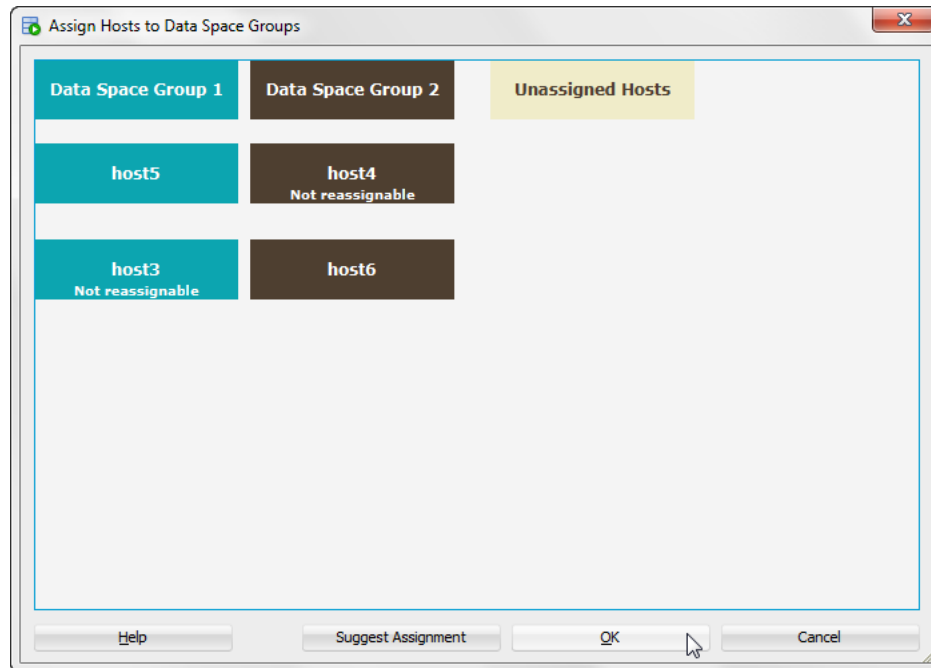 Assign Hosts to Data Space Groups
Data Space Group 1
Data Space Group 2
Unassigned Hosts
host5
host4
Not reassignable
host3
Not reassignable
host6
Help
Suggest Assignment
OK
Cancel